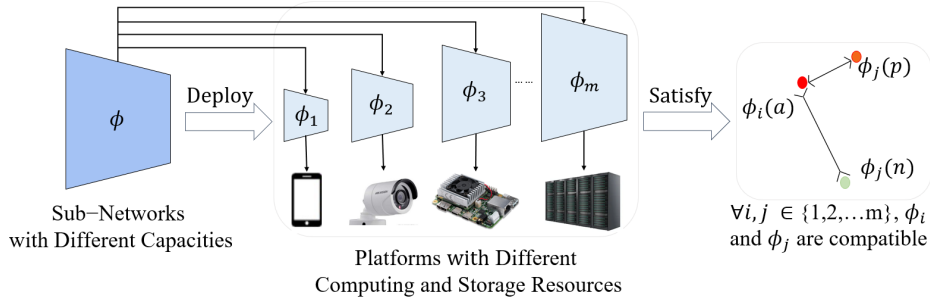 ϕ
Deploy
ϕ₁
ϕ₂
ϕ₃
... ...
ϕₘ
Satisfy
ϕⱼ(p)
ϕᵢ(a)
ϕⱼ(n)
Sub−Networks
with Different Capacities
Platforms with Different
Computing and Storage Resources
∀i, j ∈ {1,2,…m}, ϕᵢ
and ϕⱼ are compatible